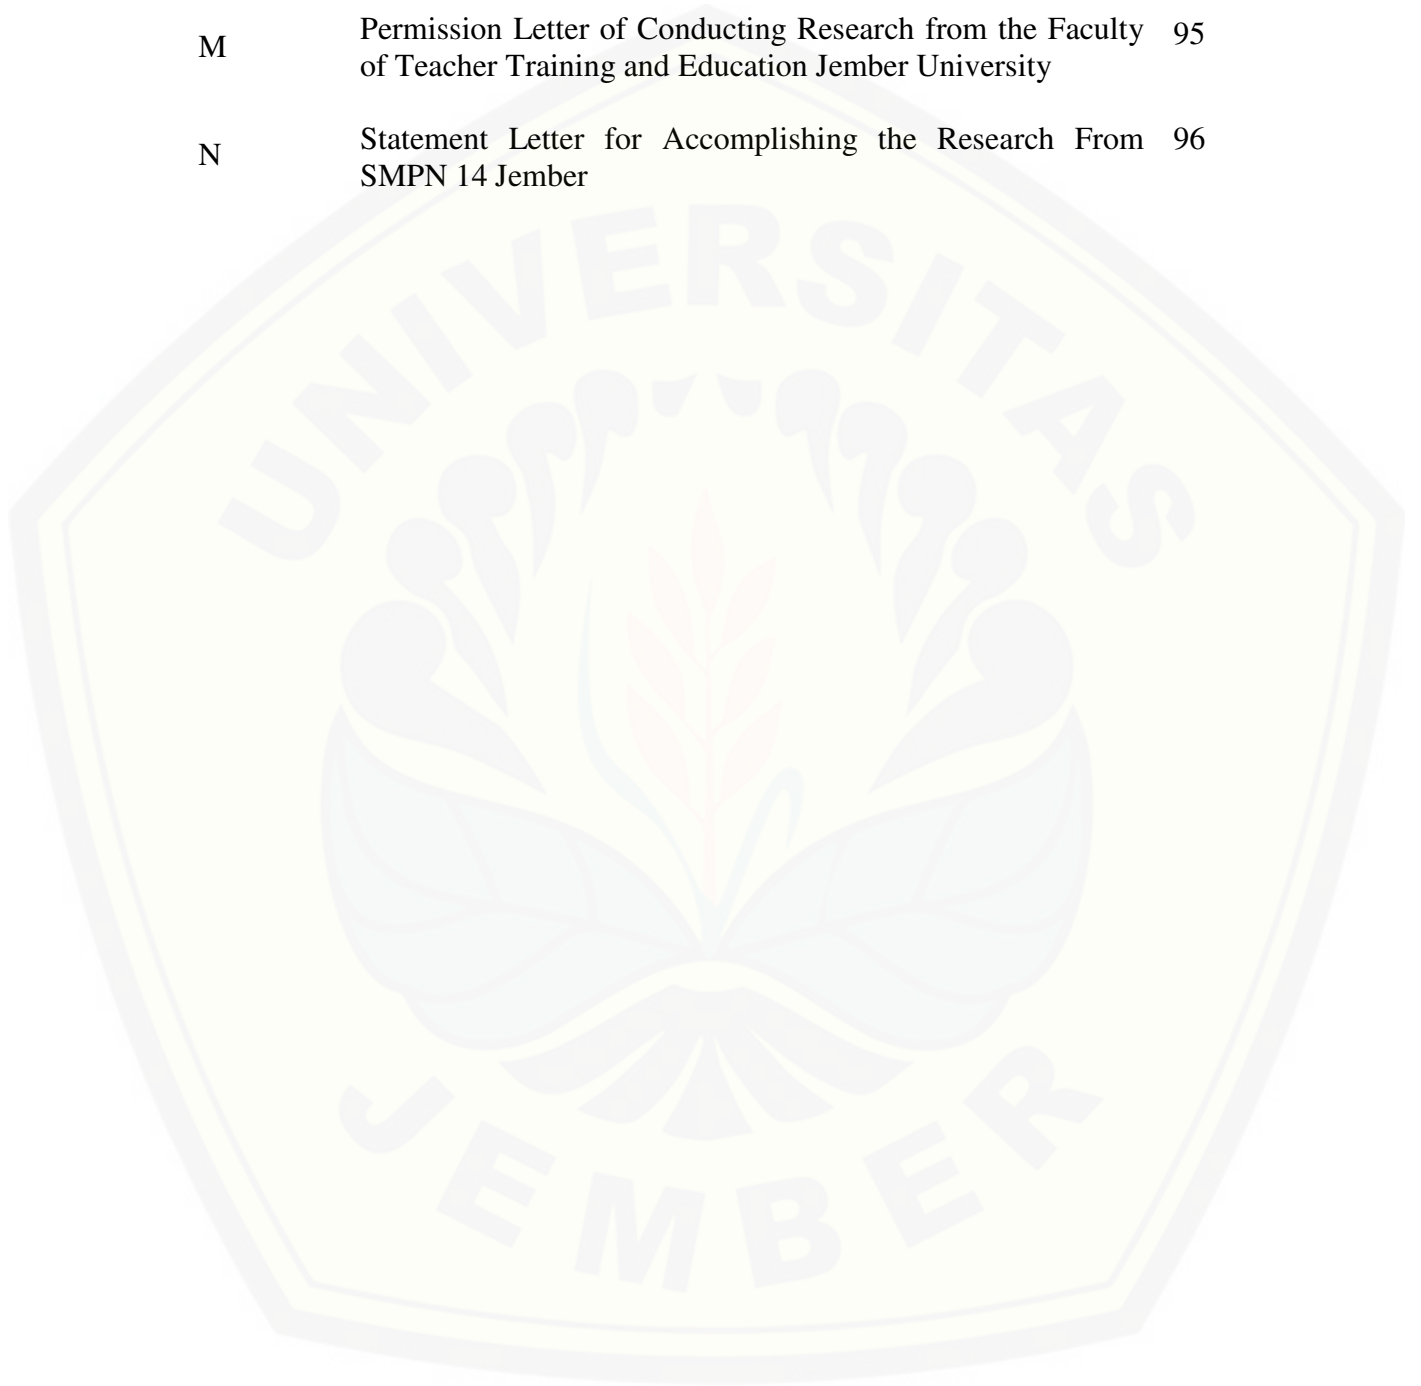 M Permission Letter of Conducting Research from the Faculty 95
of Teacher Training and Education Jember University
N Statement Letter for Accomplishing the Research From 96
SMPN 14 Jember
UNIVERSITAS
JEMBER